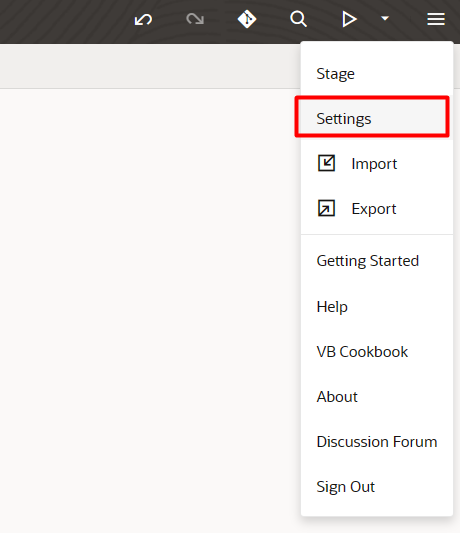 Stage
Settings
Import
Export
Getting Started
Help
VB Cookbook
About
Discussion Forum
Sign Out